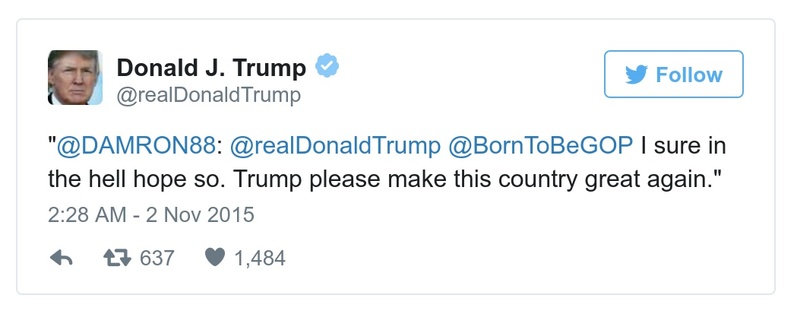 Donald J. Trump
@realDonaldTrump
Follow
"@DAMRON88: @realDonaldTrump @BornToBeGOP I sure in
the hell hope so. Trump please make this country great again."
2:28 AM - 2 Nov 2015
637 1,484